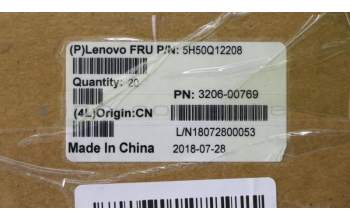 (P)Lenovo FRU P/N: 5H50Q12208
Quantity: 20
PN: 3206-00769
(4L)Origin:CN
L/N18072800053
Made In China 2018-07-28